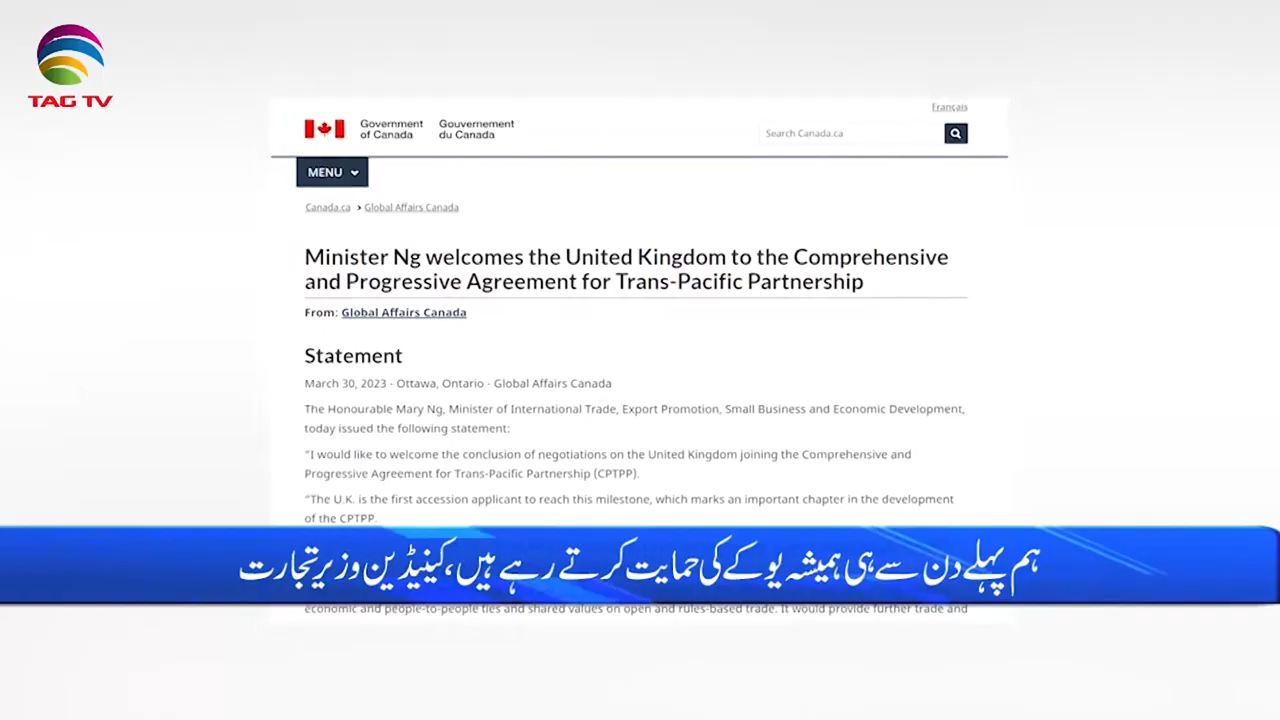 TAG TV
Français
Government of Canada
Gouvernement du Canada
Search Canada.ca
MENU
Canada.ca > Global Affairs Canada
Minister Ng welcomes the United Kingdom to the Comprehensive
and Progressive Agreement for Trans-Pacific Partnership
From: Global Affairs Canada
Statement
March 30, 2023 - Ottawa, Ontario - Global Affairs Canada
The Honourable Mary Ng, Minister of International Trade, Export Promotion, Small Business and Economic Development,
today issued the following statement:
"I would like to welcome the conclusion of negotiations on the United Kingdom joining the Comprehensive and
Progressive Agreement for Trans-Pacific Partnership (CPTPP).
"The U.K. is the first accession applicant to reach this milestone, which marks an important chapter in the development
of the CPTPP.
ہم پہلے دن سے ہی ہمیشہ یو کے کی حمایت کرتے رہے ہیں، کینیڈین وزیر تجارت
economic and people-to-people ties and shared values on open and rules-based trade. It would provide further trade and